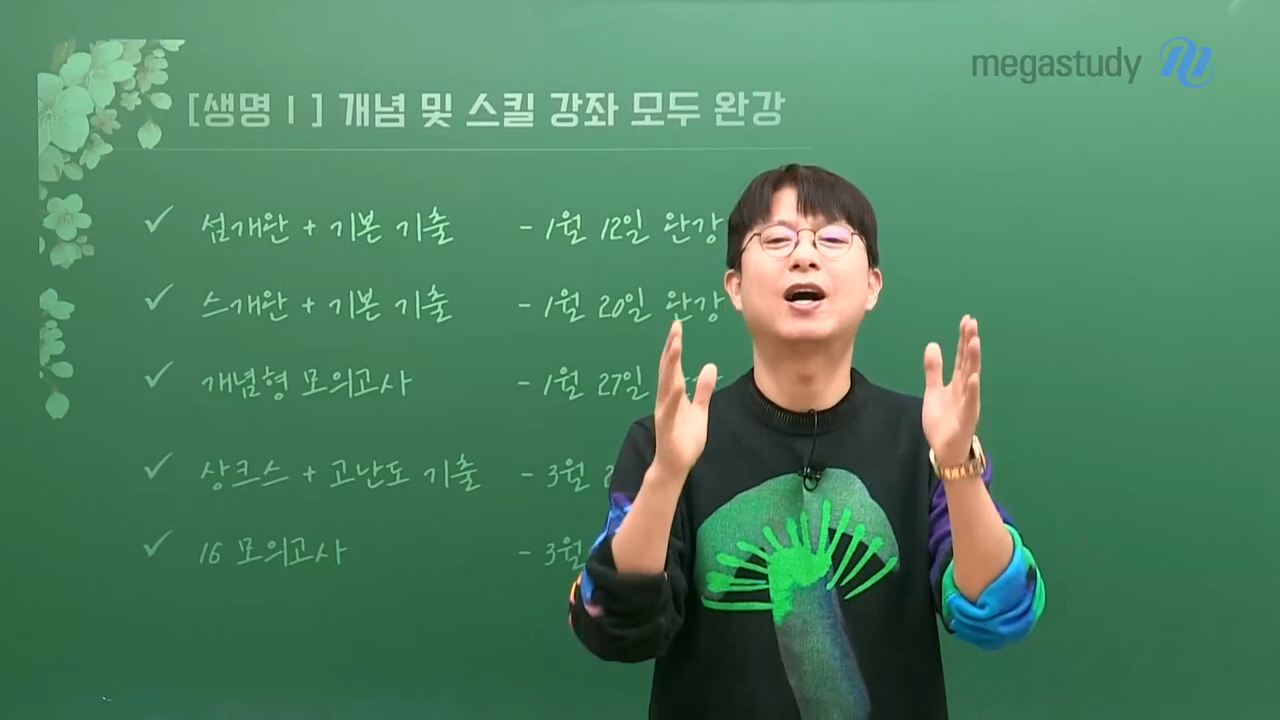 megastudy
[생명 I] 개념 및 스킬 강좌 모두 완강
✓ 섬개완 + 기본 기출 - 1월 12일 완강
✓ 스개완 + 기본 기출 - 1월 20일 완강
✓ 개념형 모의고사 - 1월 27일
✓ 상크스 + 고난도 기출 - 3월 2
✓ 16 모의고사 - 3월